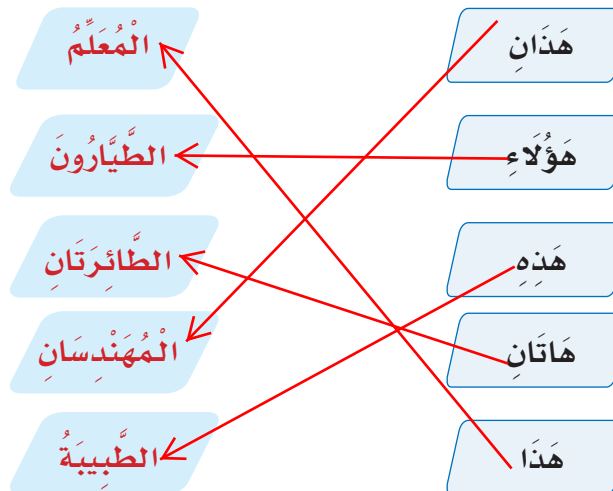 هَذَانِ
الْمُعَلِّمُ
هَؤُلَاءِ
الطَّيَّارُونَ
هَذِهِ
الطَّائِرَتَانِ
هَاتَانِ
الْمُهَنْدِسَانِ
هَذَا
الطَّبِيبَةُ